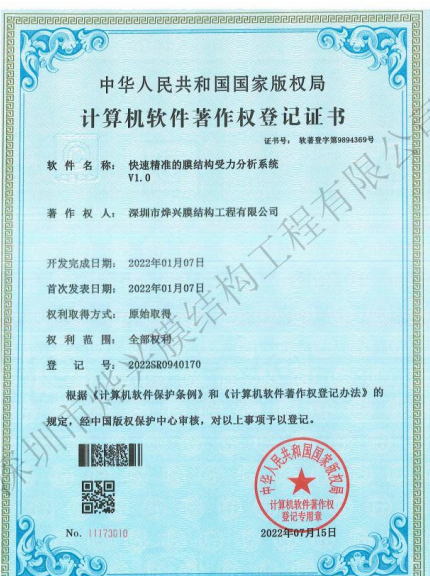 中华人民共和国国家版权局
计算机软件著作权登记证书
证书号： 软著登字第9894369号
软件名称： 快速精准的膜结构受力分析系统
V1.0
著作权人： 深圳市烨兴膜结构工程有限公司
开发完成日期： 2022年01月07日
首次发表日期： 2022年01月07日
权利取得方式： 原始取得
权利范围： 全部权利
登记号： 2022SR0940170
根据《计算机软件保护条例》和《计算机软件著作权登记办法》的
规定，经中国版权保护中心审核，对以上事项予以登记。
中华人民共和国国家版权局
计算机软件著作权
登记专用章
No. 11173010
2022年07月15日
深圳市烨兴膜结构工程有限公司